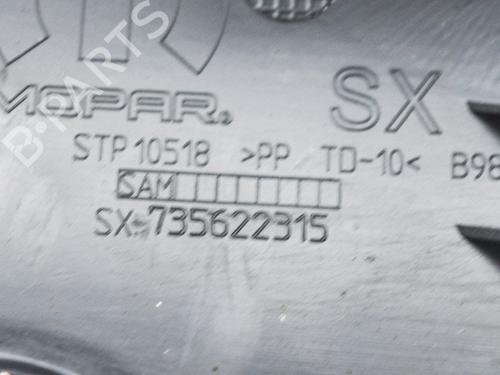 MOPAR®
SX
STP 10518 >PP TD-10< B98
SAM
SX-735622315
B-PARTS